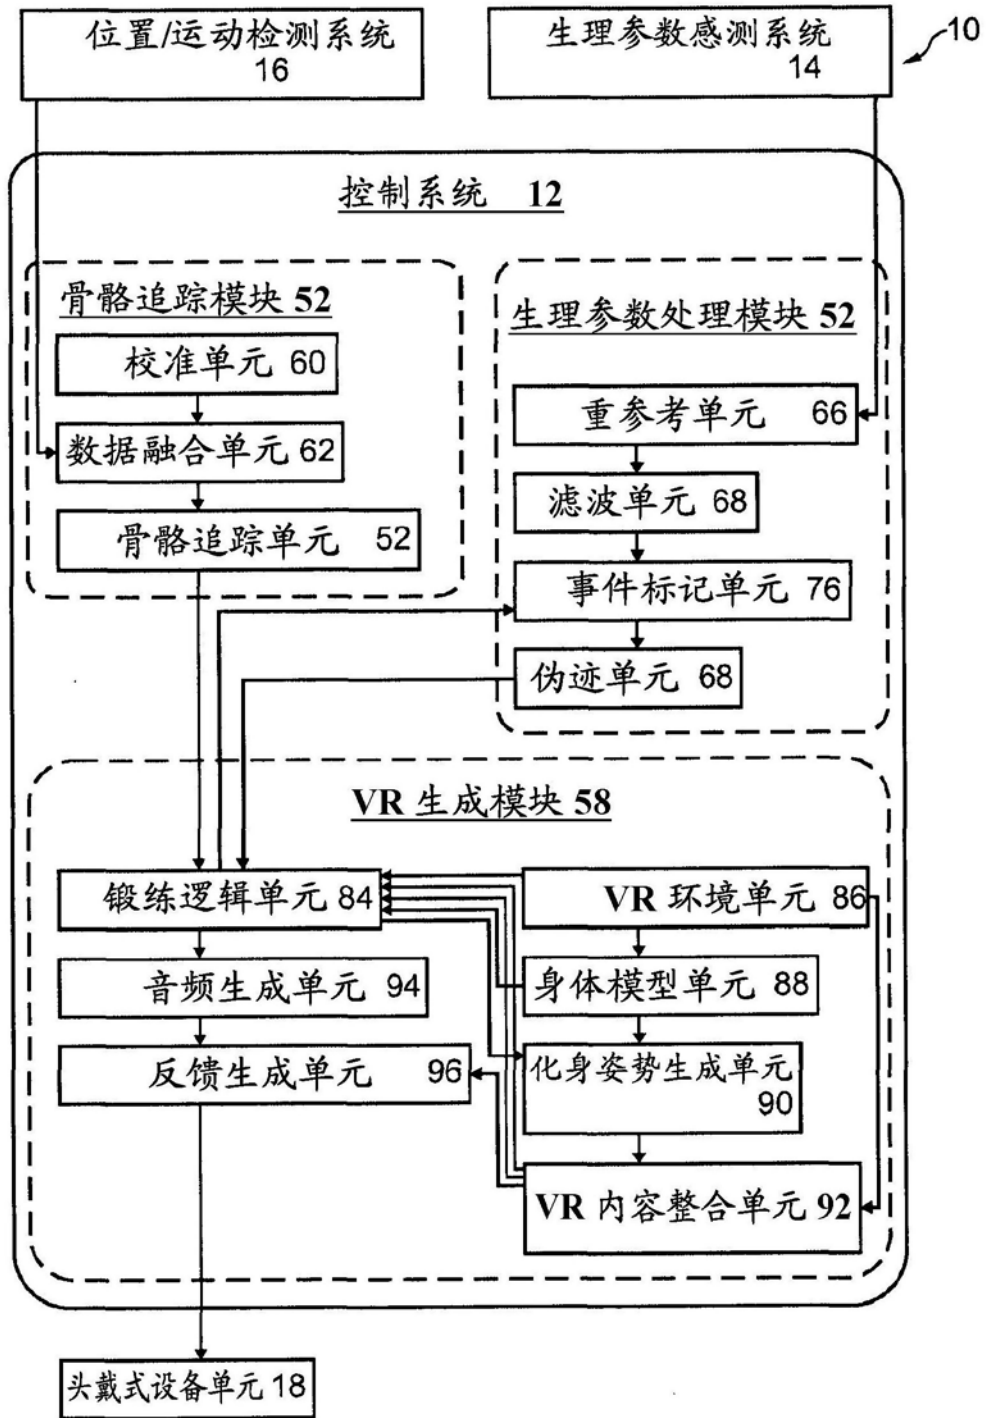 位置/运动检测系统
16
生理参数感测系统
14
10
控制系统 12
骨骼追踪模块 52
校准单元 60
数据融合单元 62
骨骼追踪单元 52
生理参数处理模块 52
重参考单元 66
滤波单元 68
事件标记单元 76
伪迹单元 68
VR 生成模块 58
锻炼逻辑单元 84
音频生成单元 94
反馈生成单元 96
VR 环境单元 86
身体模型单元 88
化身姿势生成单元
90
VR 内容整合单元 92
头戴式设备单元 18